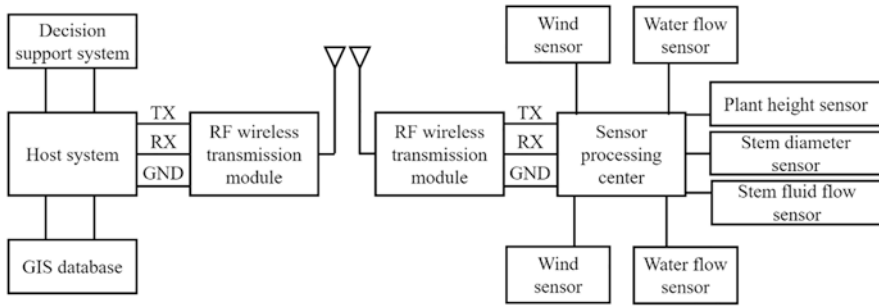 Decision
support system
Host system
GIS database
TX
RX
GND
RF wireless
transmission
module
RF wireless
transmission
module
TX
RX
GND
Wind
sensor
Water flow
sensor
Sensor
processing
center
Plant height sensor
Stem diameter
sensor
Stem fluid flow
sensor
Wind
sensor
Water flow
sensor